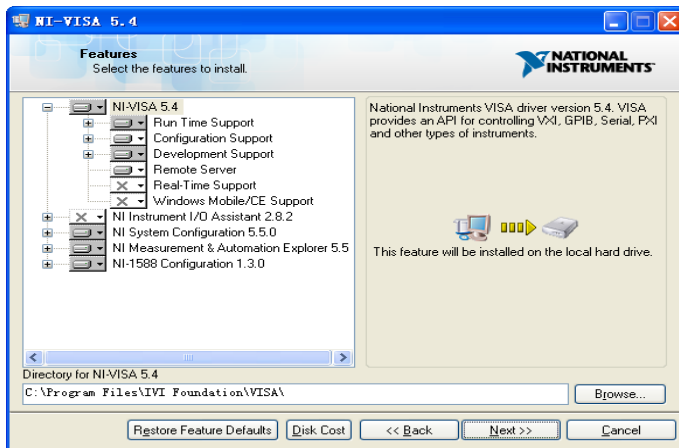 NI-VISA 5.4
Features
Select the features to install.
NATIONAL
INSTRUMENTS
NI-VISA 5.4
Run Time Support
Configuration Support
Development Support
Remote Server
Real-Time Support
Windows Mobile/CE Support
NI Instrument I/O Assistant 2.8.2
NI System Configuration 5.5.0
NI Measurement & Automation Explorer 5.5
NI-1588 Configuration 1.3.0
National Instruments VISA driver version 5.4. VISA
provides an API for controlling VXI, GPIB, Serial, PXI
and other types of instruments.
This feature will be installed on the local hard drive.
Directory for NI-VISA 5.4
C:\Program Files\IVI Foundation\VISA\
Browse...
Restore Feature Defaults
Disk Cost
<< Back
Next >>
Cancel